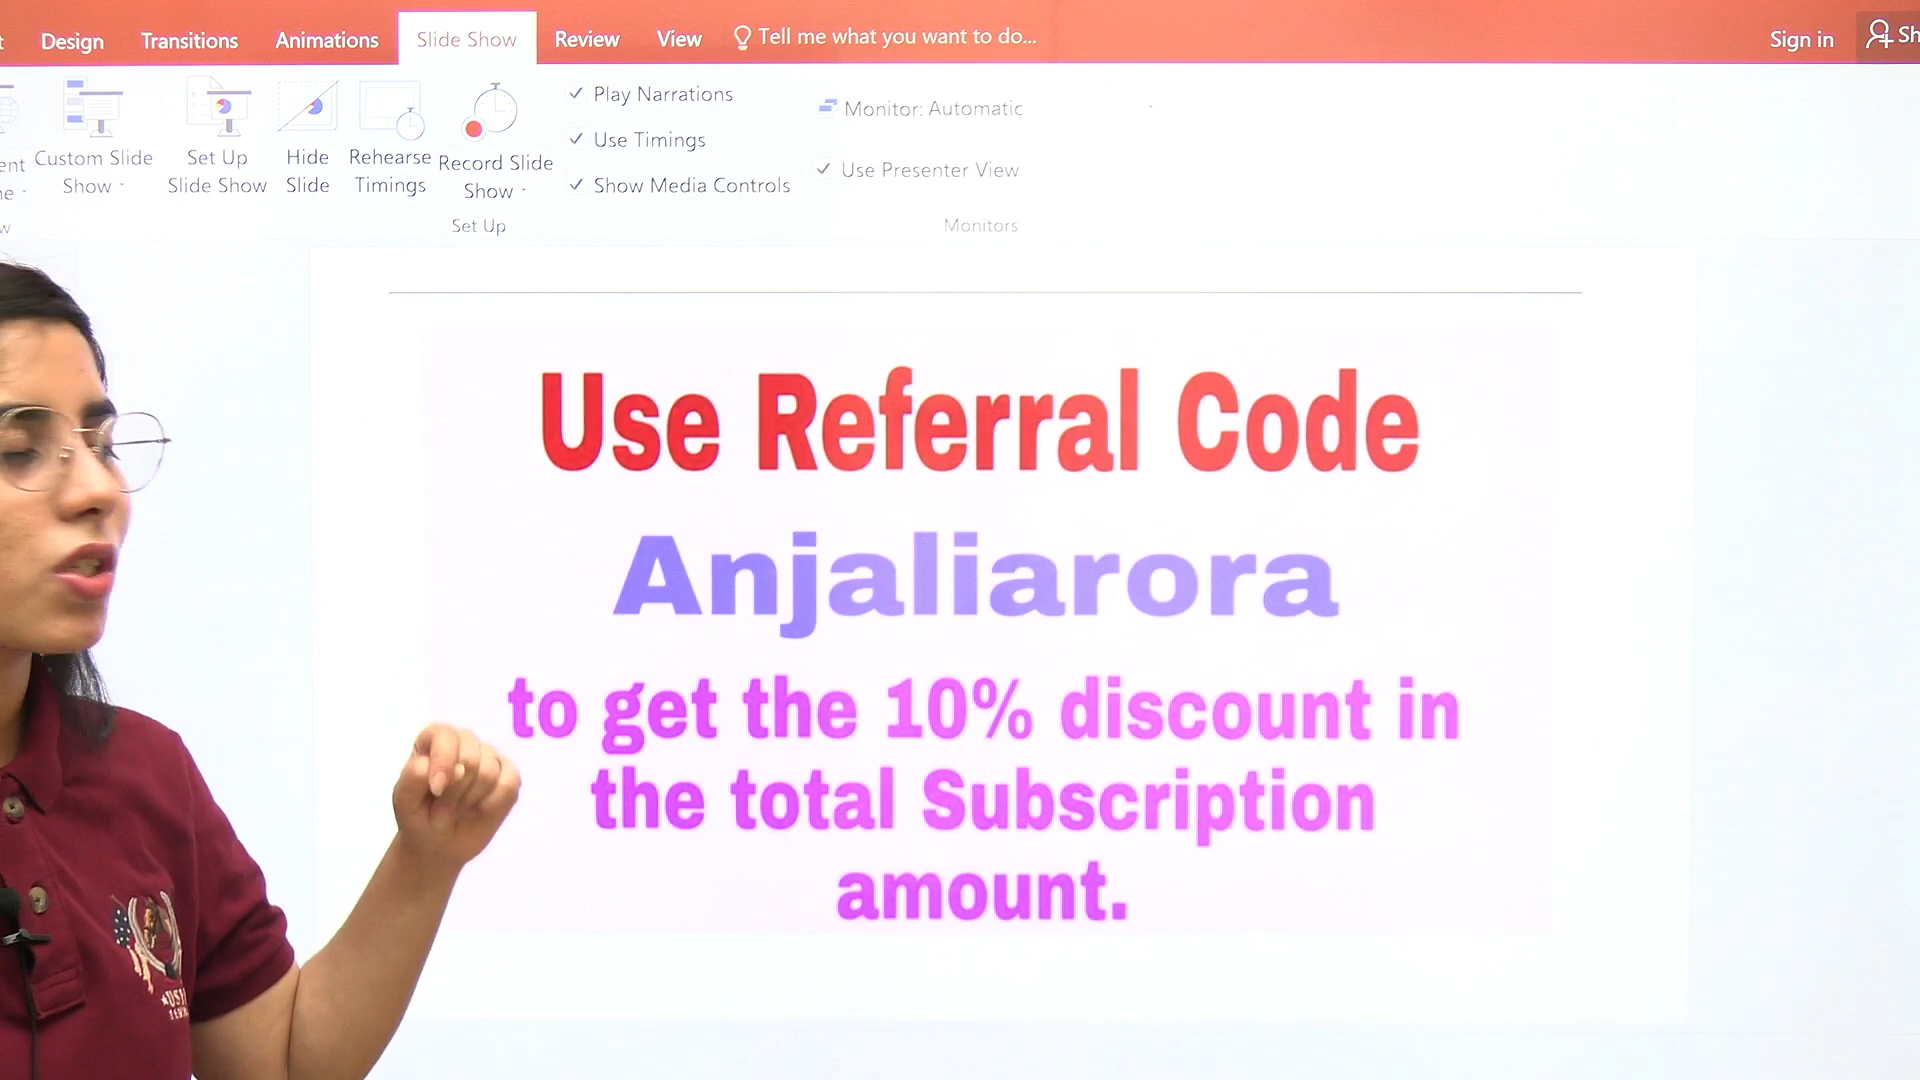 Design Transitions Animations Slide Show Review View Tell me what you want to do... Sign in
Custom Slide Show
Set Up Slide Show
Hide Slide
Rehearse Timings
Record Slide Show
Play Narrations
Use Timings
Show Media Controls
Set Up
Monitor: Automatic
Use Presenter View
Monitors
Use Referral Code
Anjaliarora
to get the 10% discount in
the total Subscription
amount.